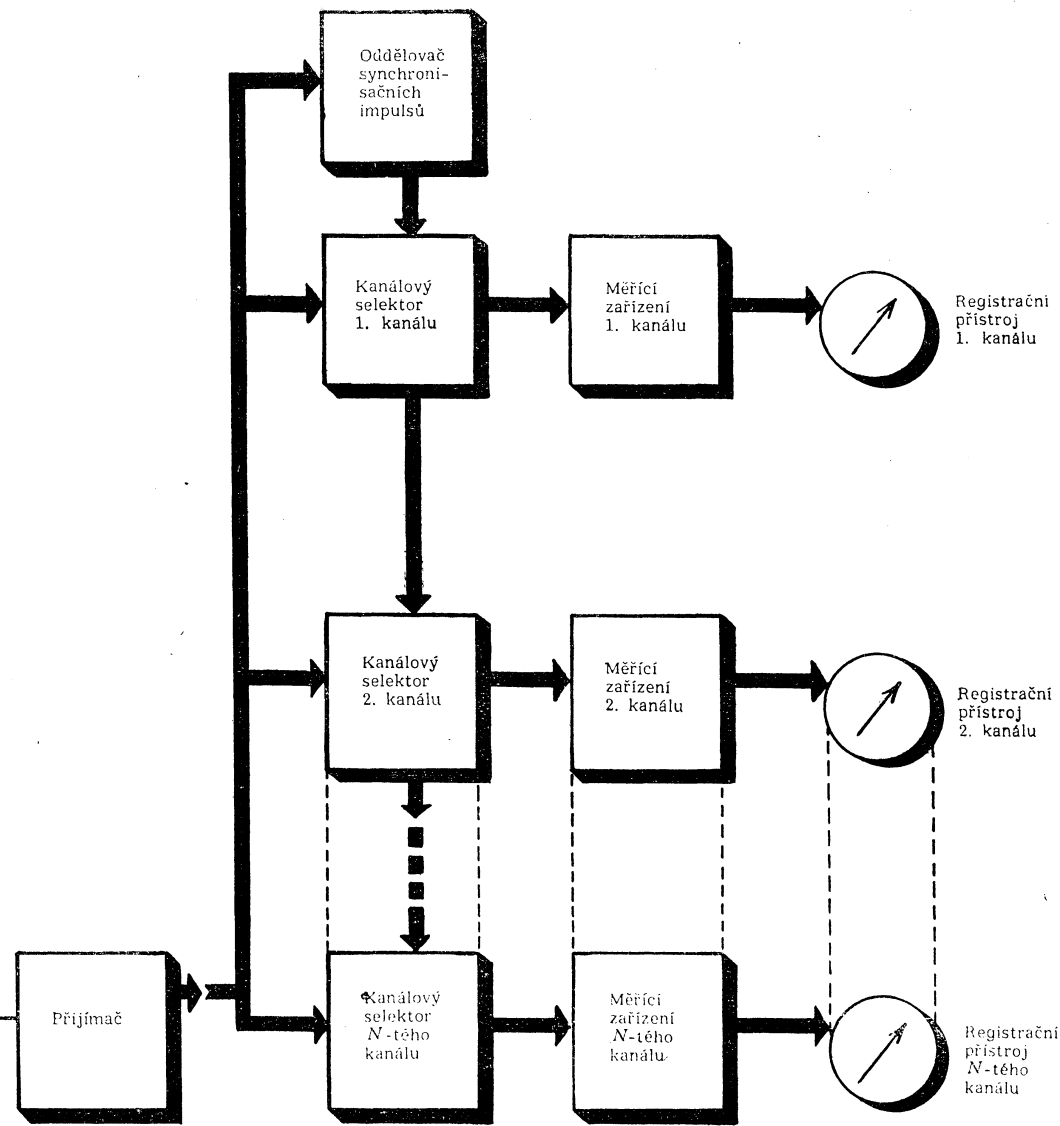 Oddělovač
synchroni-
sačních
impulsů
Kanálový
selektor
1. kanálu
Měřící
zařízení
1. kanálu
Registrační
přístroj
1. kanálu
Kanálový
selektor
2. kanálu
Měřící
zařízení
2. kanálu
Registrační
přístroj
2. kanálu
Přijímač
Kanálový
selektor
N-tého
kanálu
Měřící
zařízení
N-tého
kanálu
Registrační
přístroj
N-tého
kanálu